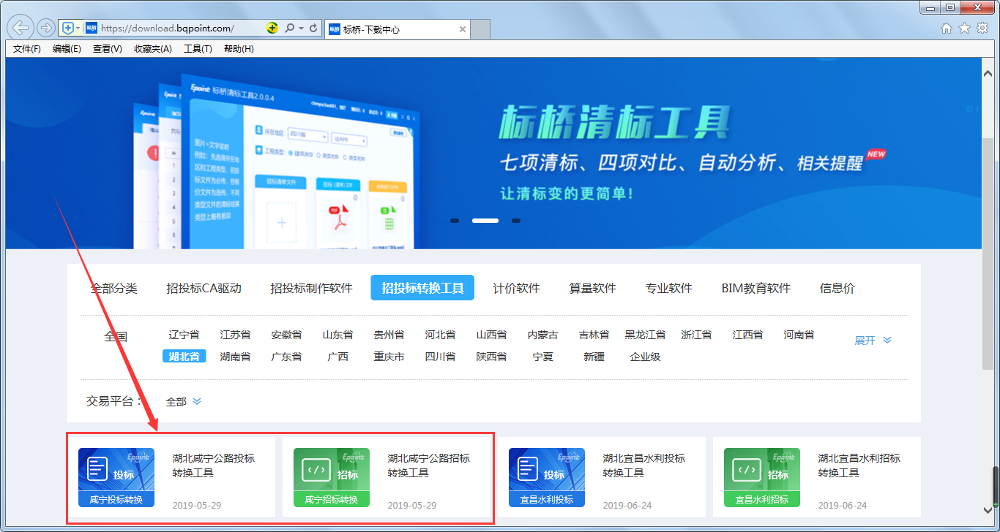 https://download.bqpoint.com/
标桥-下载中心
文件(F) 编辑(E) 查看(V) 收藏夹(A) 工具(T) 帮助(H)
Epoint 标桥清标工具2.0.0.4
所在地区: 四川省 达州市
工程类型:
图片+文字说明
例如: 先选择所在地
区和工程类型, 招投
标文件为必传, 控制
价文件为选传, 不同
类型文件的清标结果
类型上略有差异
招标清单文件
投标(清单)文件
PDF
标桥清标工具
七项清标、四项对比、自动分析、相关提醒 NEW
让清标变的更简单!
全部分类 招投标CA驱动 招投标制作软件 招投标转换工具 计价软件 算量软件 专业软件 BIM教育软件 信息价
全国 辽宁省 江苏省 安徽省 山东省 贵州省 河北省 山西省 内蒙古 吉林省 黑龙江省 浙江省 江西省 河南省
展开
湖北省 湖南省 广东省 广西 重庆市 四川省 陕西省 宁夏 新疆 企业级
交易平台: 全部
Epoint
投标
咸宁投标转换
湖北咸宁公路投标
转换工具
2019-05-29
Epoint
招标
咸宁招标转换
湖北咸宁公路招标
转换工具
2019-05-29
Epoint
投标
宜昌水利投标
湖北宜昌水利投标
转换工具
2019-06-24
Epoint
招标
宜昌水利招标
湖北宜昌水利招标
转换工具
2019-06-24